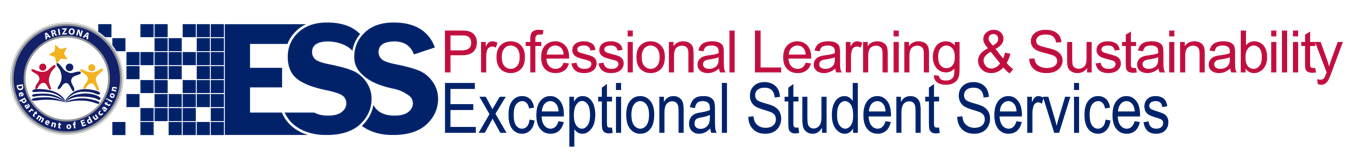 ARIZONA
Department of Education
ESS
Professional Learning & Sustainability
Exceptional Student Services